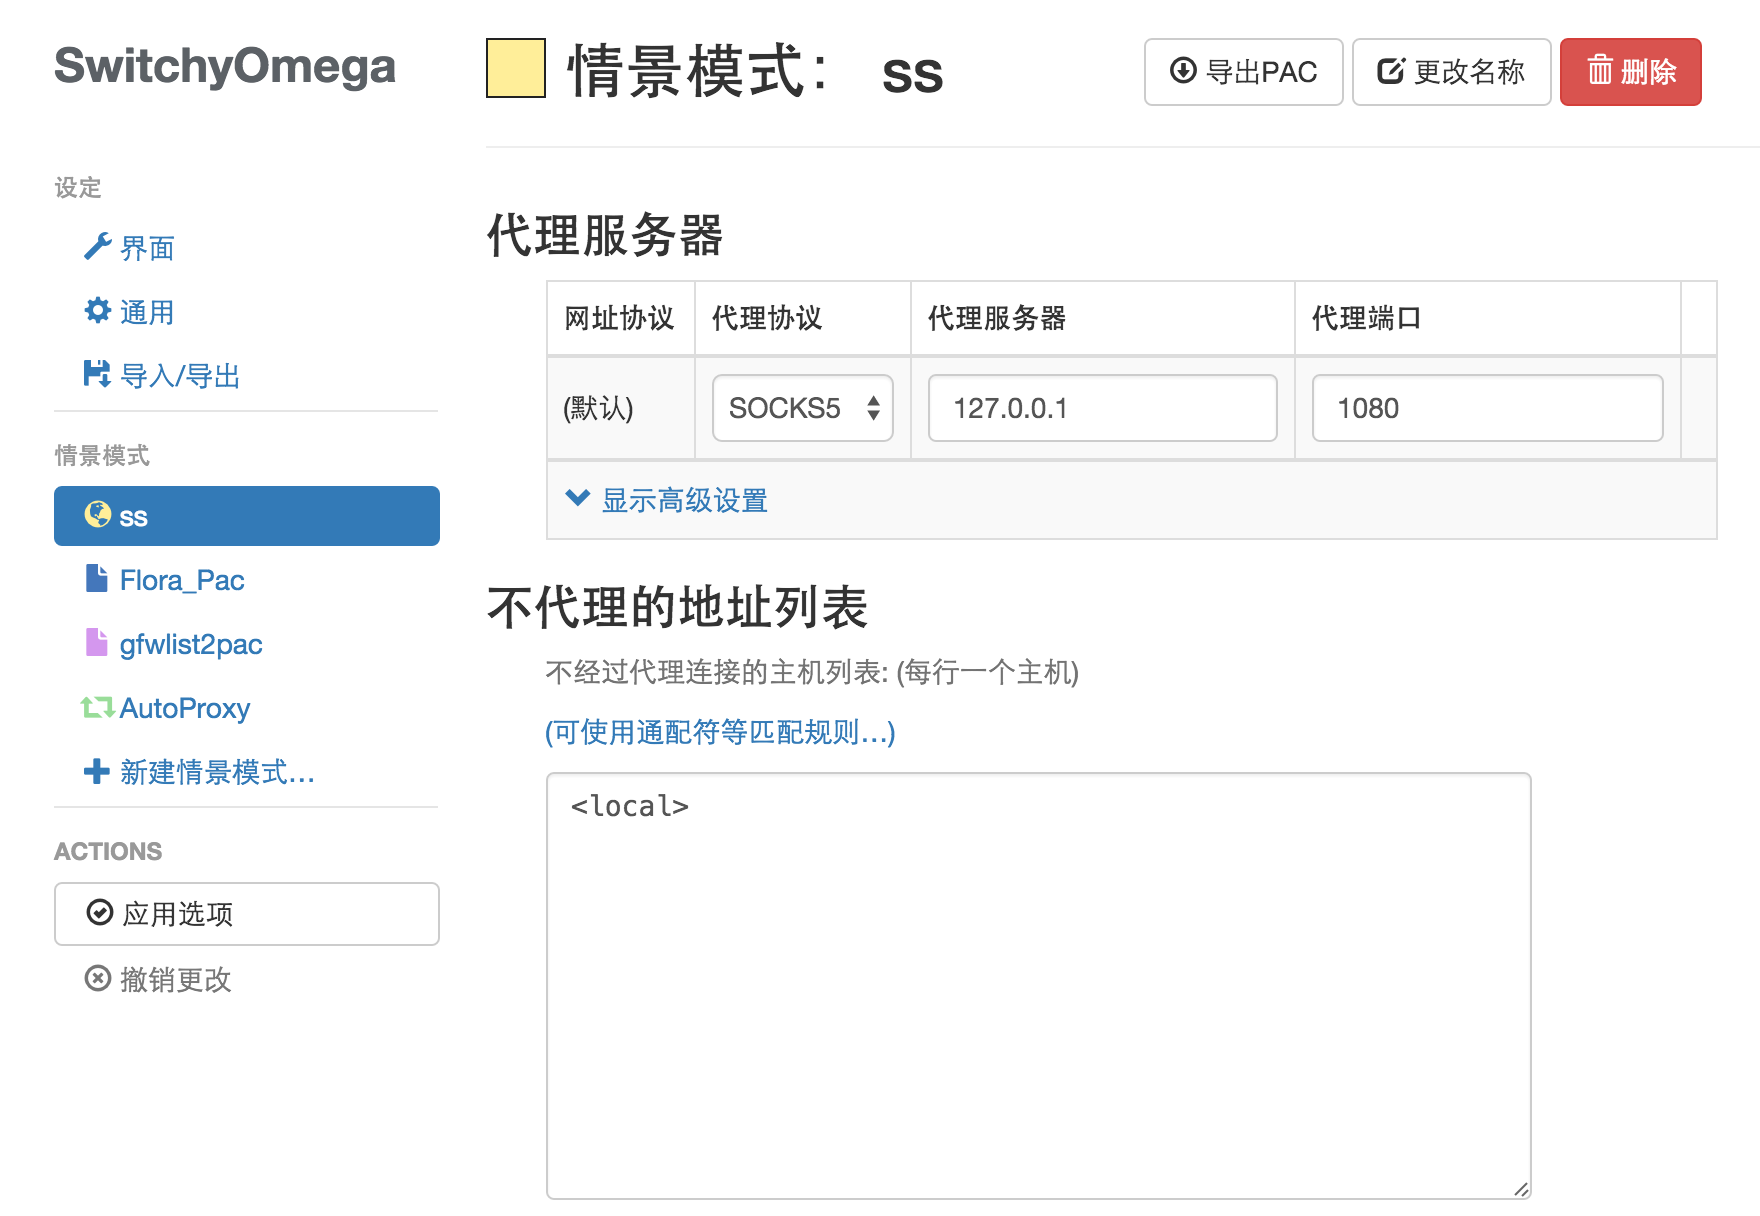 SwitchyOmega
设定
界面
通用
导入/导出
情景模式
ss
Flora_Pac
gfwlist2pac
AutoProxy
新建情景模式...
ACTIONS
应用选项
撤销更改
情景模式： ss
导出PAC
更改名称
删除
代理服务器
网址协议 代理协议 代理服务器 代理端口
(默认) SOCKS5 127.0.0.1 1080
显示高级设置
不代理的地址列表
不经过代理连接的主机列表: (每行一个主机)
(可使用通配符等匹配规则...)
<local>